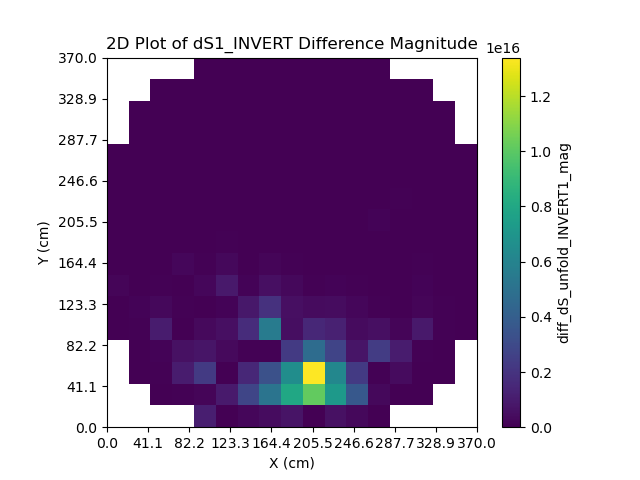 2D Plot of dS1_INVERT Difference Magnitude
1e16
370.0
328.9
287.7
246.6
205.5
164.4
123.3
82.2
41.1
0.0
Y (cm)
0.0 41.1 82.2 123.3 164.4 205.5 246.6 287.7 328.9 370.0
X (cm)
1.2
1.0
0.8
0.6
0.4
0.2
0.0
diff_dS_unfold_INVERT1_mag